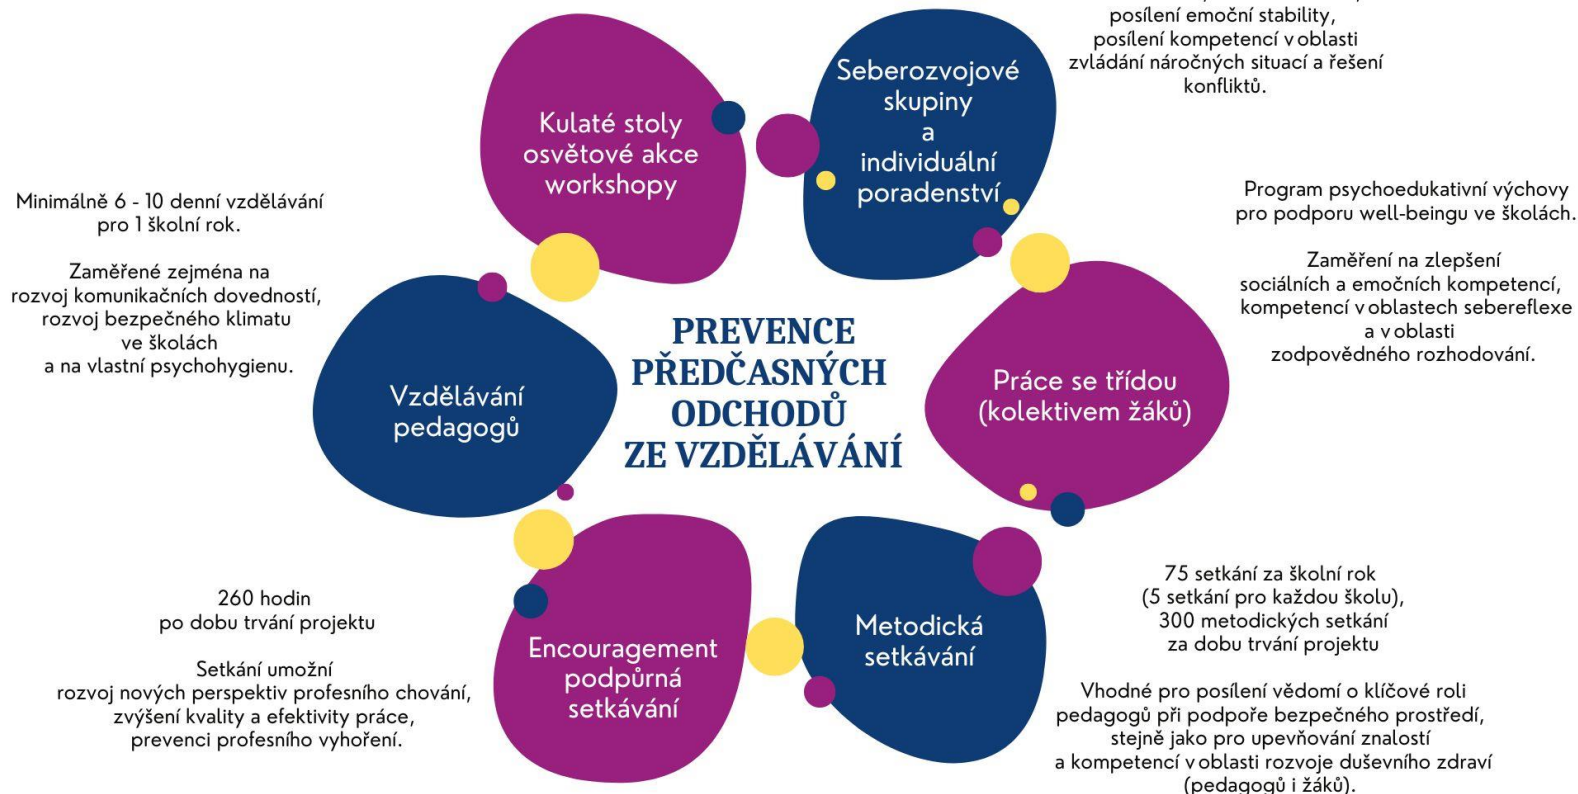 posílení emoční stability,
posílení kompetencí v oblasti
zvládání náročných situací a řešení
konfliktů.
Kulaté stoly
osvětové akce
workshopy
Seberozvojové
skupiny
a
individuální
poradenství
Minimálně 6 - 10 denní vzdělávání
pro 1 školní rok.
Zaměřené zejména na
rozvoj komunikačních dovedností,
rozvoj bezpečného klimatu
ve školách
a na vlastní psychohygienu.
Program psychoedukativní výchovy
pro podporu well-beingu ve školách.
Zaměření na zlepšení
sociálních a emočních kompetencí,
kompetencí v oblastech sebereflexe
a v oblasti
zodpovědného rozhodování.
PREVENCE
PŘEDČASNÝCH
ODCHODŮ
ZE VZDĚLÁVÁNÍ
Vzdělávání
pedagogů
Práce se třídou
(kolektivem žáků)
260 hodin
po dobu trvání projektu
Setkání umožní
rozvoj nových perspektiv profesního chování,
zvýšení kvality a efektivity práce,
prevenci profesního vyhoření.
Encouragement
podpůrná
setkávání
Metodická
setkávání
75 setkání za školní rok
(5 setkání pro každou školu),
300 metodických setkání
za dobu trvání projektu
Vhodné pro posílení vědomí o klíčové roli
pedagogů při podpoře bezpečného prostředí,
stejně jako pro upevňování znalostí
a kompetencí v oblasti rozvoje duševního zdraví
(pedagogů i žáků).